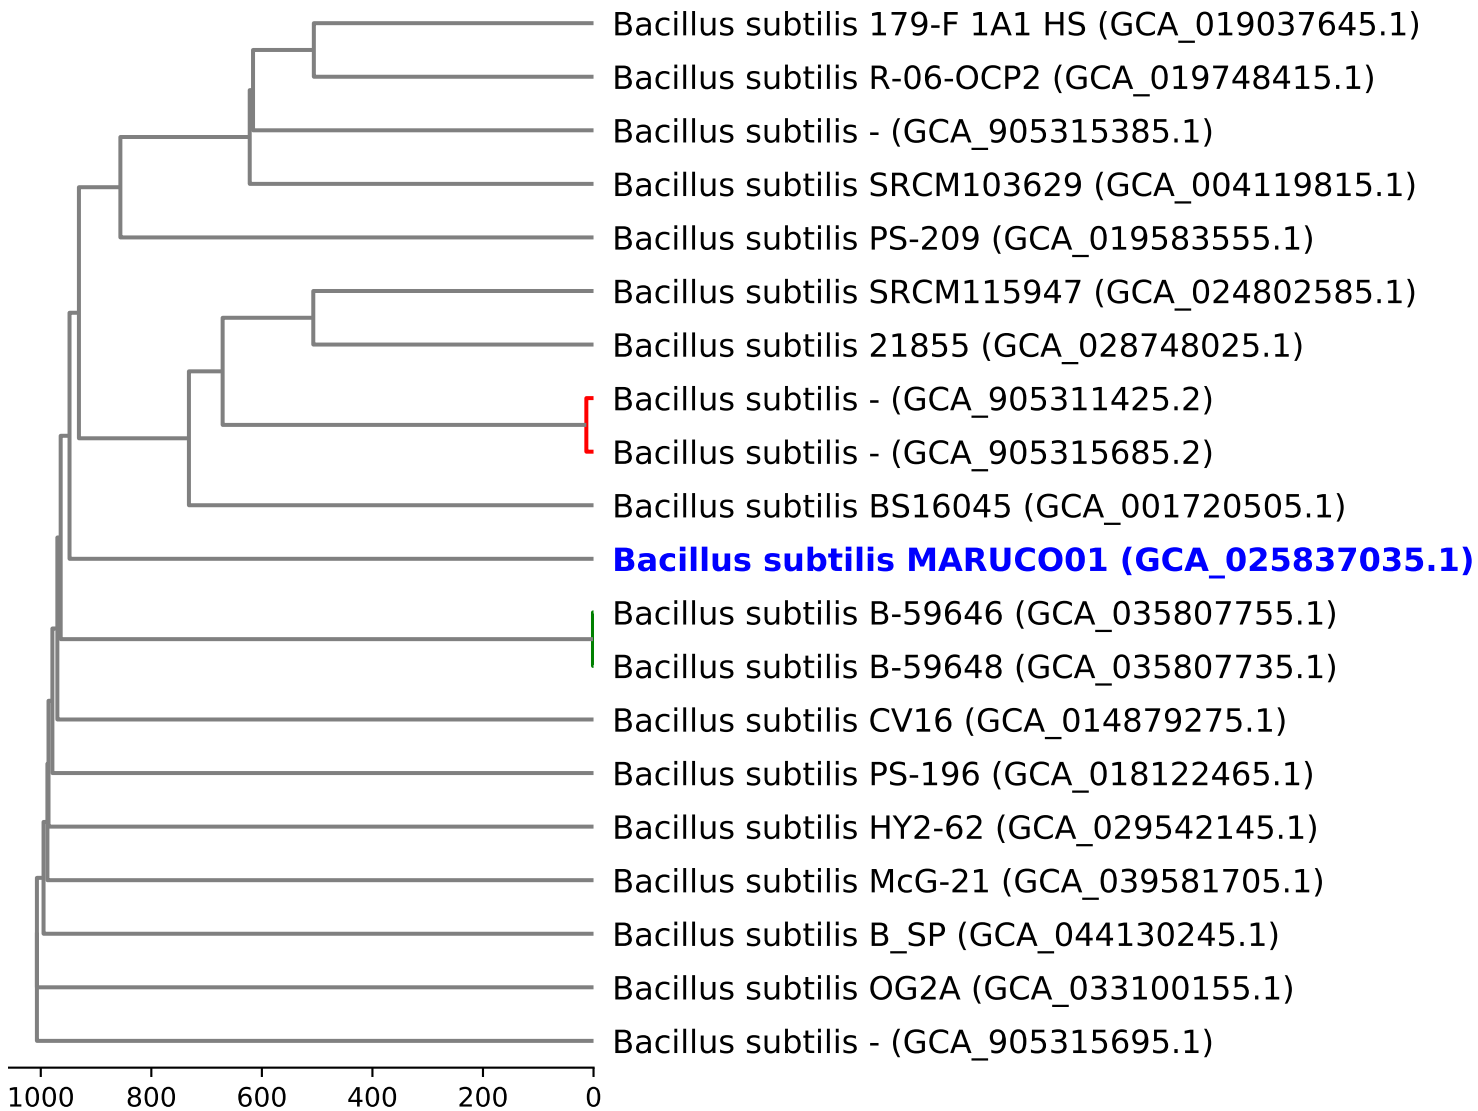 Bacillus subtilis 179-F 1A1 HS (GCA_019037645.1)
Bacillus subtilis R-06-OCP2 (GCA_019748415.1)
Bacillus subtilis - (GCA_905315385.1)
Bacillus subtilis SRCM103629 (GCA_004119815.1)
Bacillus subtilis PS-209 (GCA_019583555.1)
Bacillus subtilis SRCM115947 (GCA_024802585.1)
Bacillus subtilis 21855 (GCA_028748025.1)
Bacillus subtilis - (GCA_905311425.2)
Bacillus subtilis - (GCA_905315685.2)
Bacillus subtilis BS16045 (GCA_001720505.1)
Bacillus subtilis MARUCO01 (GCA_025837035.1)
Bacillus subtilis B-59646 (GCA_035807755.1)
Bacillus subtilis B-59648 (GCA_035807735.1)
Bacillus subtilis CV16 (GCA_014879275.1)
Bacillus subtilis PS-196 (GCA_018122465.1)
Bacillus subtilis HY2-62 (GCA_029542145.1)
Bacillus subtilis McG-21 (GCA_039581705.1)
Bacillus subtilis B_SP (GCA_044130245.1)
Bacillus subtilis OG2A (GCA_033100155.1)
Bacillus subtilis - (GCA_905315695.1)
1000 800 600 400 200 0